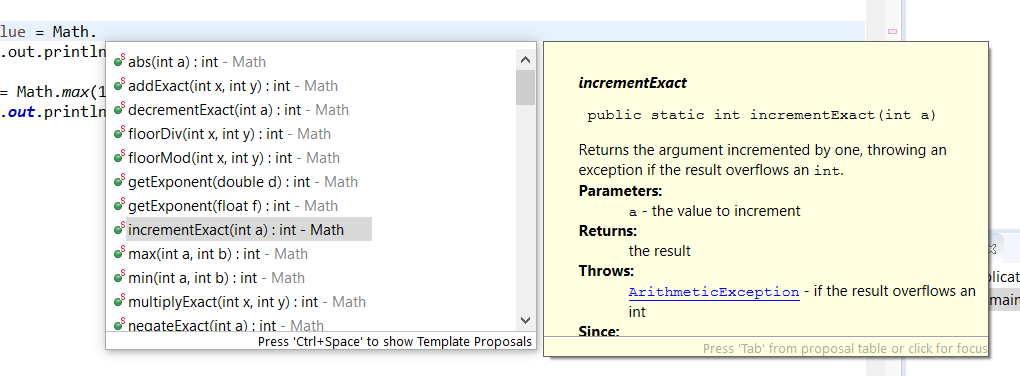 lue = Math.
.out.println
= Math.max(1
.out.println
abs(int a) : int - Math
addExact(int x, int y) : int - Math
decrementExact(int a) : int - Math
floorDiv(int x, int y) : int - Math
floorMod(int x, int y) : int - Math
getExponent(double d) : int - Math
getExponent(float f) : int - Math
incrementExact(int a) : int - Math
max(int a, int b) : int - Math
min(int a, int b) : int - Math
multiplyExact(int x, int y) : int - Math
negateExact(int a) : int - Math
Press 'Ctrl+Space' to show Template Proposals
incrementExact
public static int incrementExact(int a)
Returns the argument incremented by one, throwing an
exception if the result overflows an int.
Parameters:
a - the value to increment
Returns:
the result
Throws:
ArithmeticException - if the result overflows an
int
Since:
Press 'Tab' from proposal table or click for focus
plicat
main